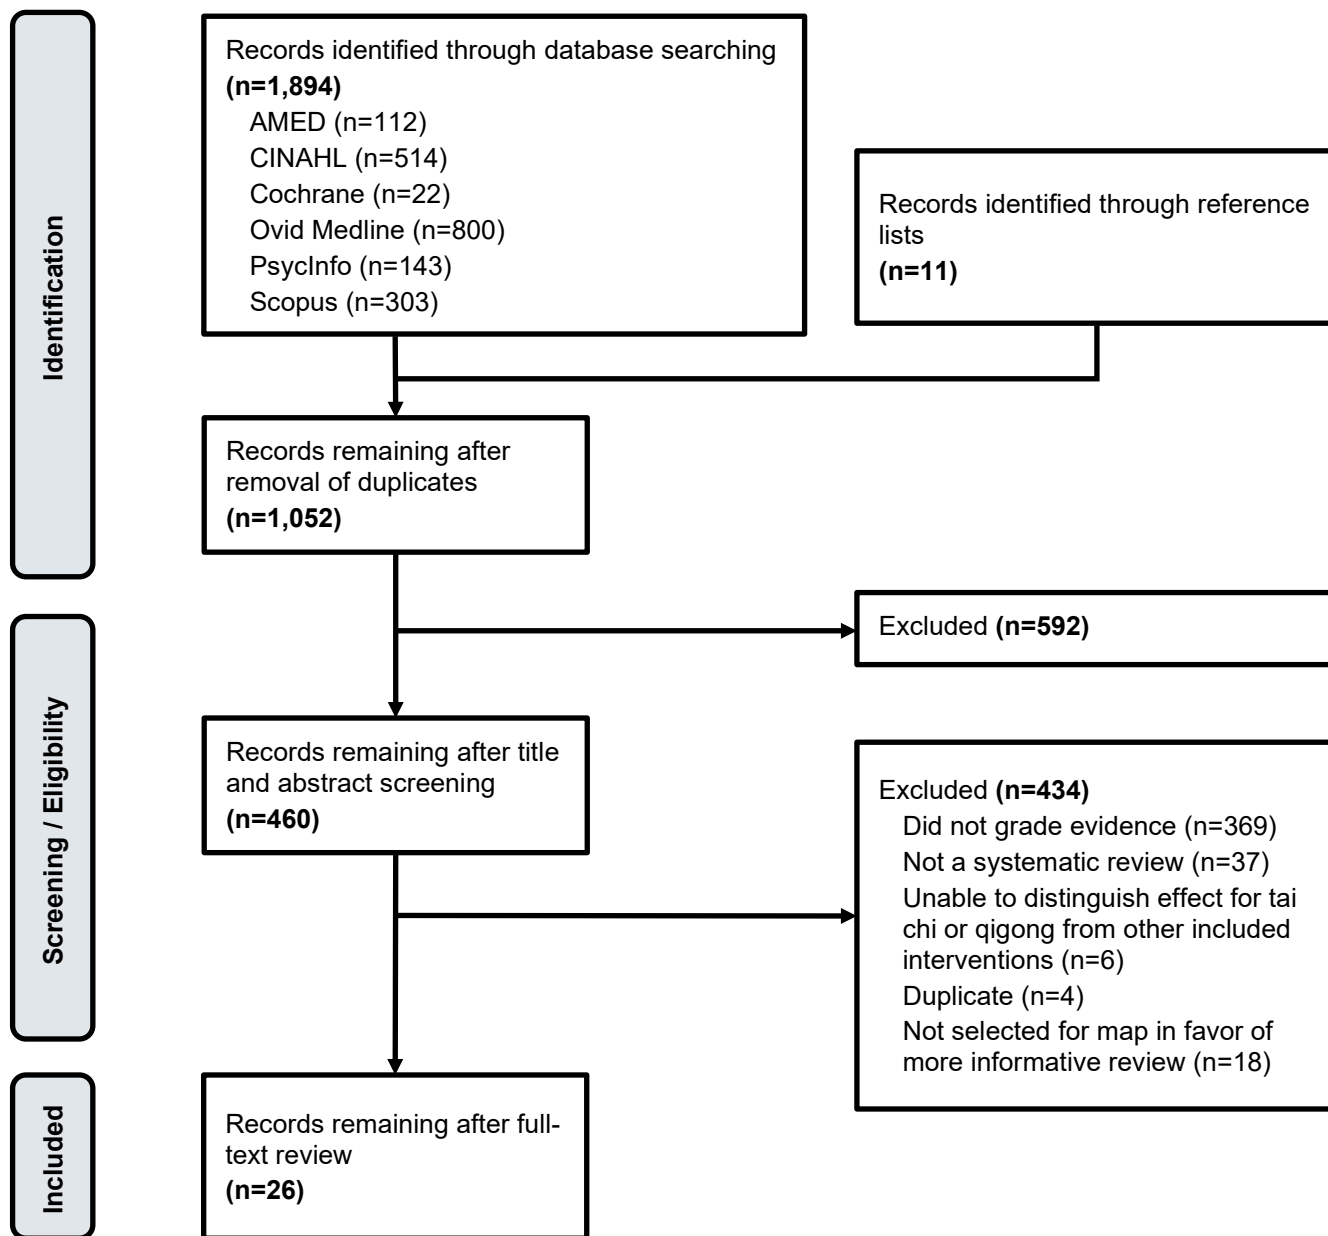 Identification
Records identified through database searching
(n=1,894)
AMED (n=112)
CINAHL (n=514)
Cochrane (n=22)
Ovid Medline (n=800)
PsycInfo (n=143)
Scopus (n=303)
Records identified through reference
lists
(n=11)
Records remaining after
removal of duplicates
(n=1,052)
Screening / Eligibility
Excluded (n=592)
Records remaining after title
and abstract screening
(n=460)
Excluded (n=434)
Did not grade evidence (n=369)
Not a systematic review (n=37)
Unable to distinguish effect for tai
chi or qigong from other included
interventions (n=6)
Duplicate (n=4)
Not selected for map in favor of
more informative review (n=18)
Included
Records remaining after full-
text review
(n=26)